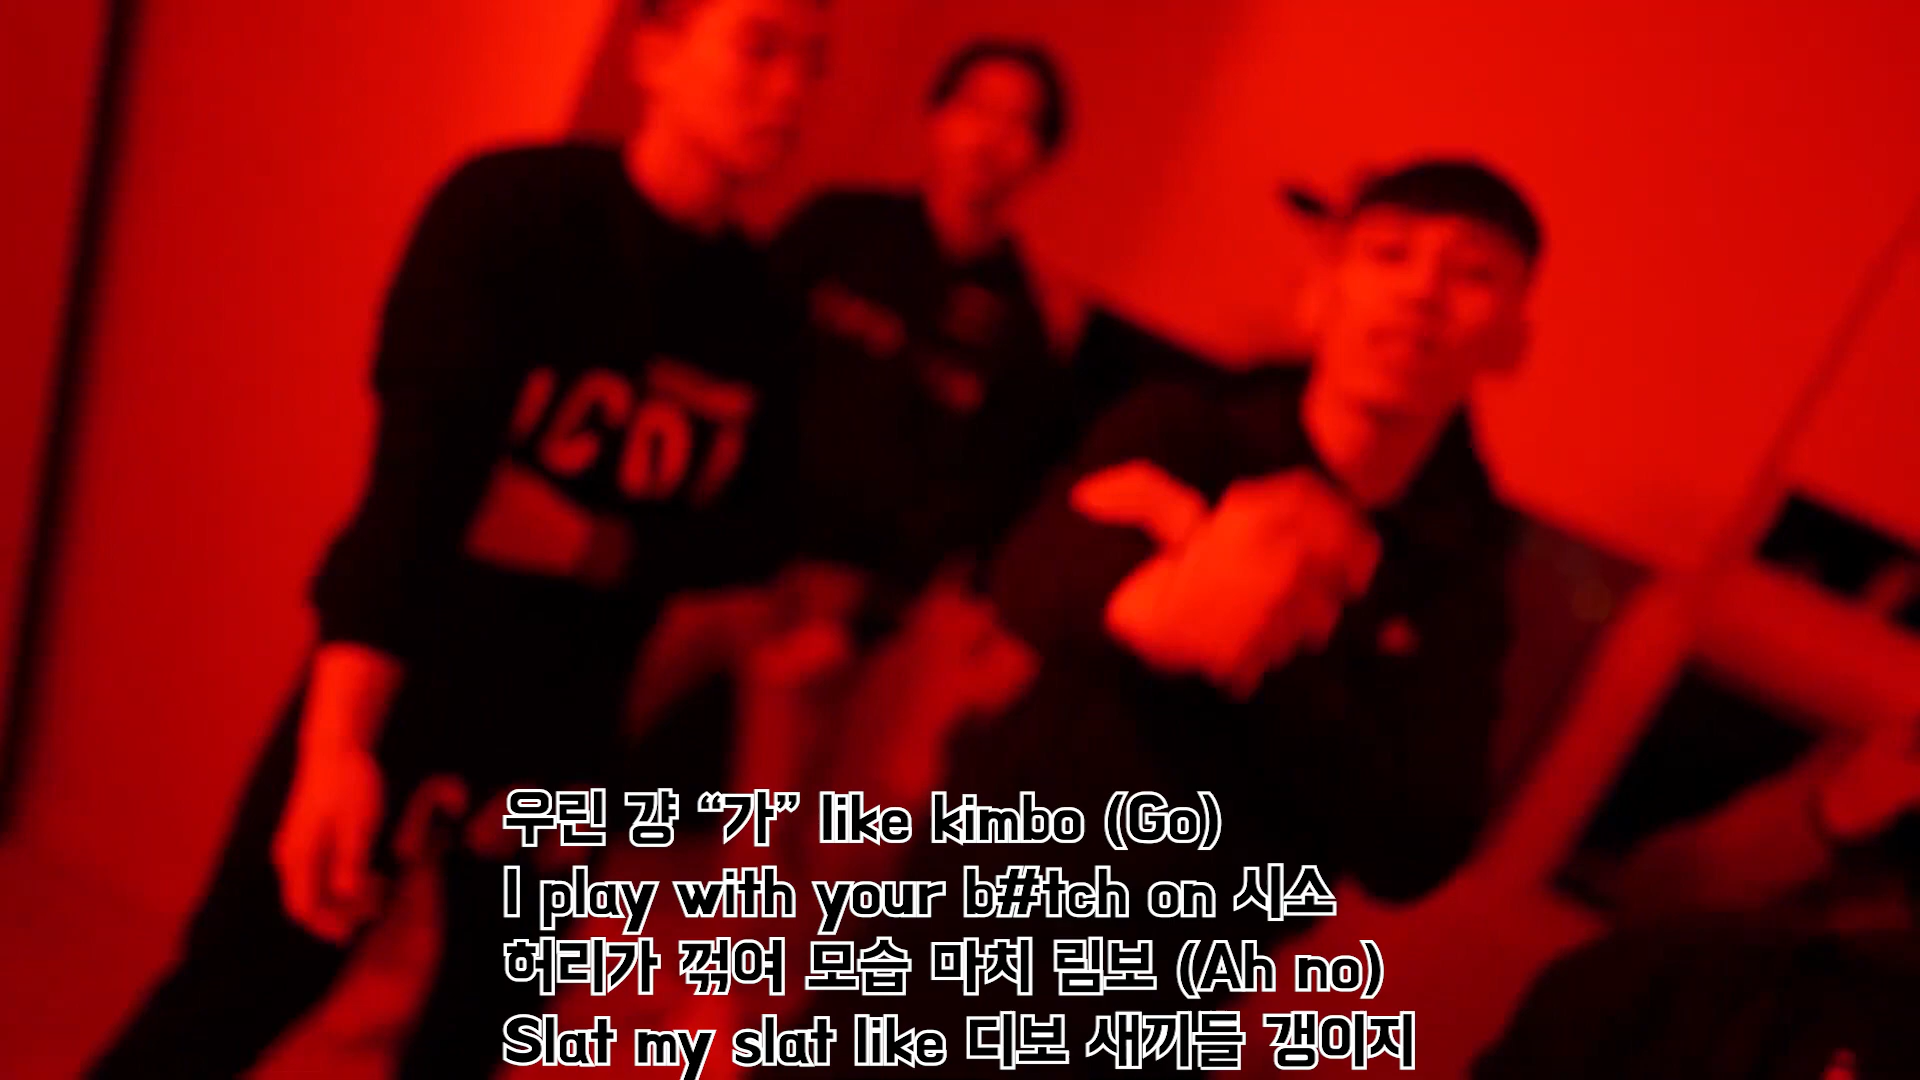 ICON
우린 걍 “가” like kimbo (Go)
I play with your b#tch on 시소
허리가 꺾여 모습 마치 림보 (Ah no)
Slat my slat like 디보 새끼들 갱이지